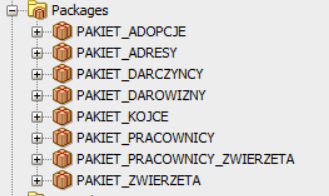 Packages
PAKIET_ADOPCJE
PAKIET_ADRESY
PAKIET_DARCZYNCY
PAKIET_DAROWIZNY
PAKIET_KOJCE
PAKIET_PRACOWNICY
PAKIET_PRACOWNICY_ZWIERZETA
PAKIET_ZWIERZETA